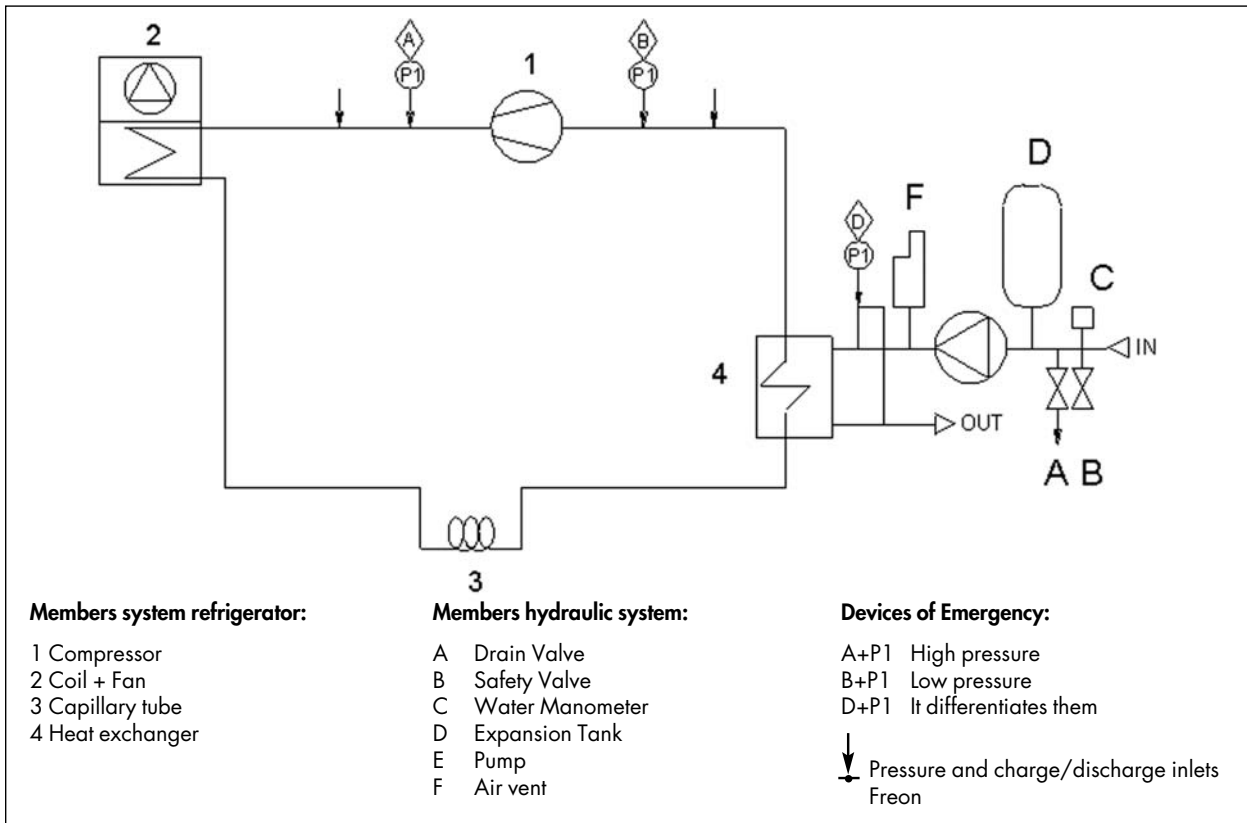 2
A
P1
1
B
P1
D
F
D
P1
C
4
IN
OUT
A B
3
Members system refrigerator:
1 Compressor
2 Coil + Fan
3 Capillary tube
4 Heat exchanger
Members hydraulic system:
A Drain Valve
B Safety Valve
C Water Manometer
D Expansion Tank
E Pump
F Air vent
Devices of Emergency:
A+P1 High pressure
B+P1 Low pressure
D+P1 It differentiates them
Pressure and charge/discharge inlets
Freon